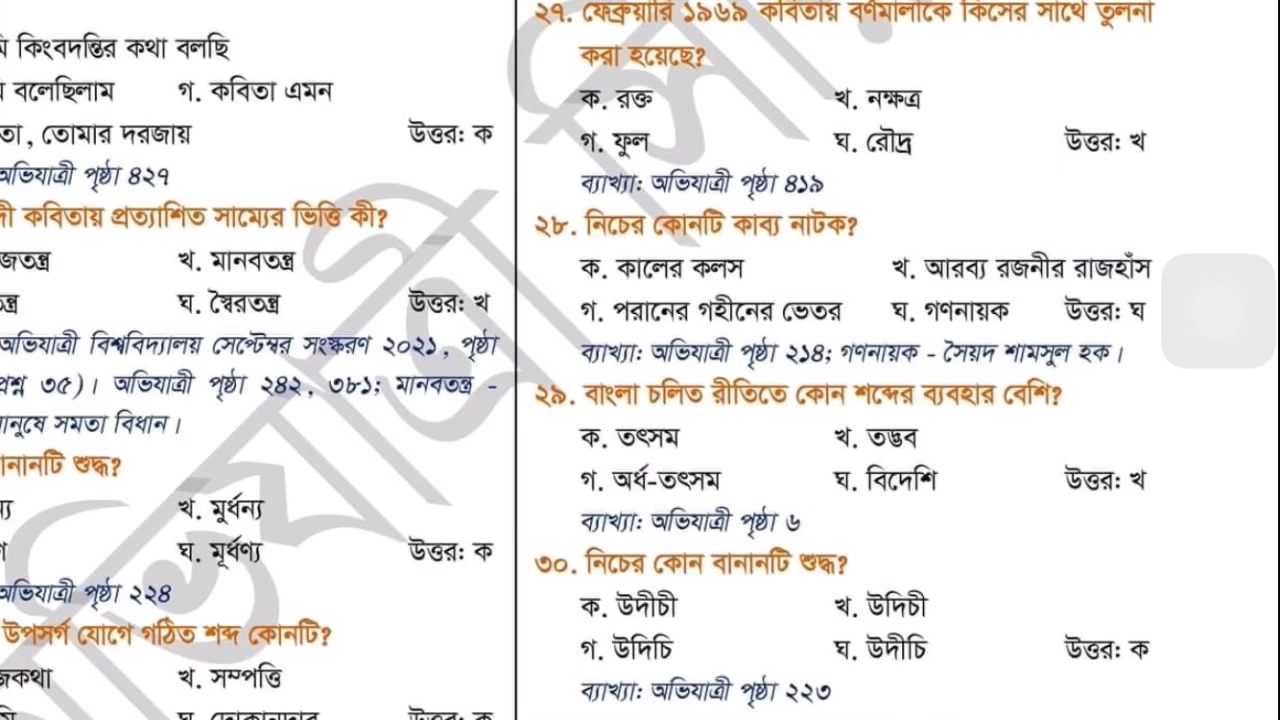 কিংবদন্তির কথা বলছি
বলেছিলাম গ. কবিতা এমন
তা, তোমার দরজায় উত্তর: ক
অভিযাত্রী পৃষ্ঠা ৪২৭
দী কবিতায় প্রত্যাশিত সাম্যের ভিত্তি কী?
জতন্ত্র খ. মানবতন্ত্র
ন্ত্র ঘ. স্বৈরতন্ত্র উত্তর: খ
অভিযাত্রী বিশ্ববিদ্যালয় সেপ্টেম্বর সংস্করণ ২০২১, পৃষ্ঠা
প্রশ্ন ৩৫)। অভিযাত্রী পৃষ্ঠা ২৪২, ৩৮১; মানবতন্ত্র -
মানুষে সমতা বিধান।
বানানটি শুদ্ধ?
ন্য খ. মুর্ধন্য
ঘ. মূর্ধণ্য উত্তর: ক
অভিযাত্রী পৃষ্ঠা ২২৪
উপসর্গ যোগে গঠিত শব্দ কোনটি?
জকথা খ. সম্পত্তি
ঘ. দোকানদার উত্তর: ক
২৭. ফেব্রুয়ারি ১৯৬৯ কবিতায় বর্ণমালাকে কিসের সাথে তুলনা
করা হয়েছে?
ক. রক্ত খ. নক্ষত্র
গ. ফুল ঘ. রৌদ্র উত্তর: খ
ব্যাখ্যা: অভিযাত্রী পৃষ্ঠা ৪১৯
২৮. নিচের কোনটি কাব্য নাটক?
ক. কালের কলস খ. আরব্য রজনীর রাজহাঁস
গ. পরানের গহীনের ভেতর ঘ. গণনায়ক উত্তর: ঘ
ব্যাখ্যা: অভিযাত্রী পৃষ্ঠা ২১৪; গণনায়ক - সৈয়দ শামসুল হক।
২৯. বাংলা চলিত রীতিতে কোন শব্দের ব্যবহার বেশি?
ক. তৎসম খ. তদ্ভব
গ. অর্ধ-তৎসম ঘ. বিদেশি উত্তর: খ
ব্যাখ্যা: অভিযাত্রী পৃষ্ঠা ৬
৩০. নিচের কোন বানানটি শুদ্ধ?
ক. উদীচী খ. উদিচী
গ. উদিচি ঘ. উদীচি উত্তর: ক
ব্যাখ্যা: অভিযাত্রী পৃষ্ঠা ২২৩